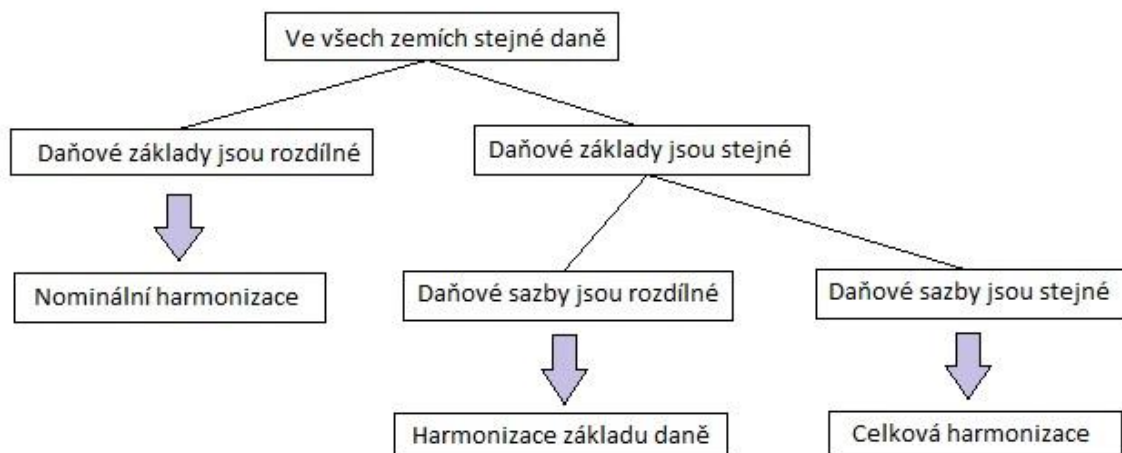 Ve všech zemích stejné daně
Daňové základy jsou rozdílné
Daňové základy jsou stejné
Nominální harmonizace
Daňové sazby jsou rozdílné
Daňové sazby jsou stejné
Harmonizace základu daně
Celková harmonizace